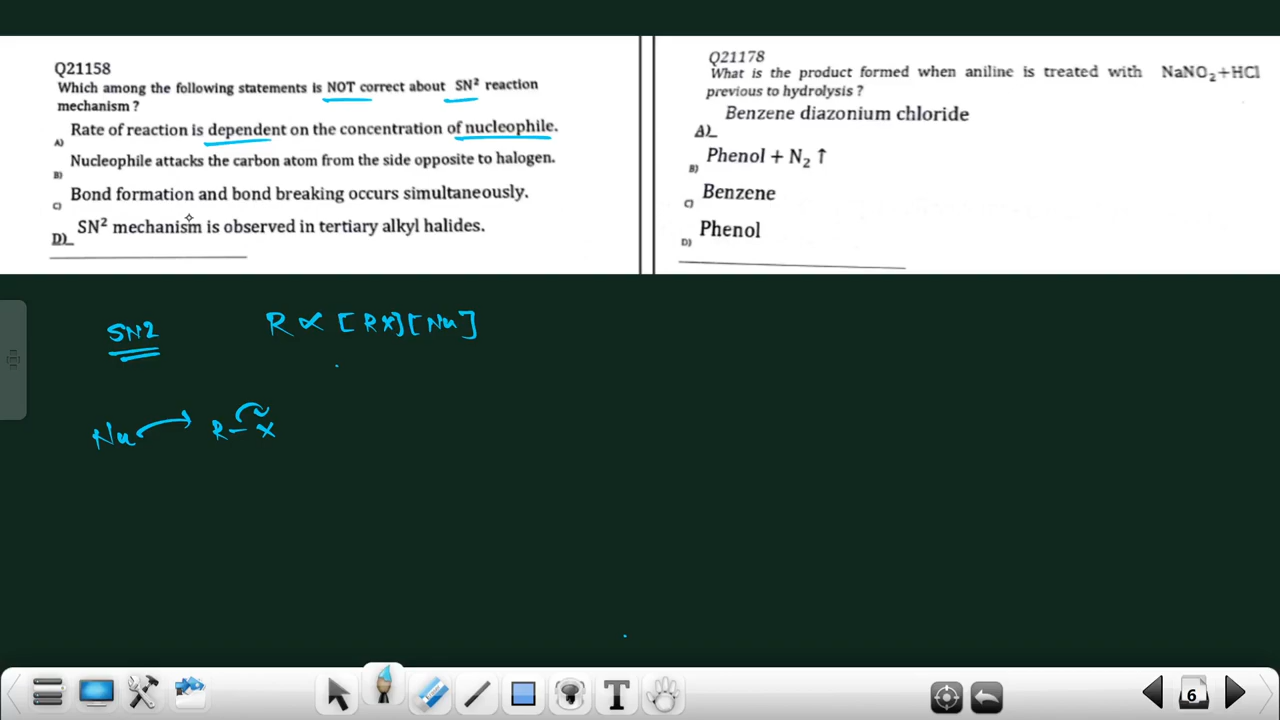 Q21158
Which among the following statements is NOT correct about SN² reaction
mechanism ?
A) Rate of reaction is dependent on the concentration of nucleophile.
B) Nucleophile attacks the carbon atom from the side opposite to halogen.
C) Bond formation and bond breaking occurs simultaneously.
D) SN² mechanism is observed in tertiary alkyl halides.
Q21178
What is the product formed when aniline is treated with NaNO₂+HCl
previous to hydrolysis ?
A) Benzene diazonium chloride
B) Phenol + N₂ ↑
C) Benzene
D) Phenol
SN2 R ∝ [RX][Nu]
Nu R–X
T 6